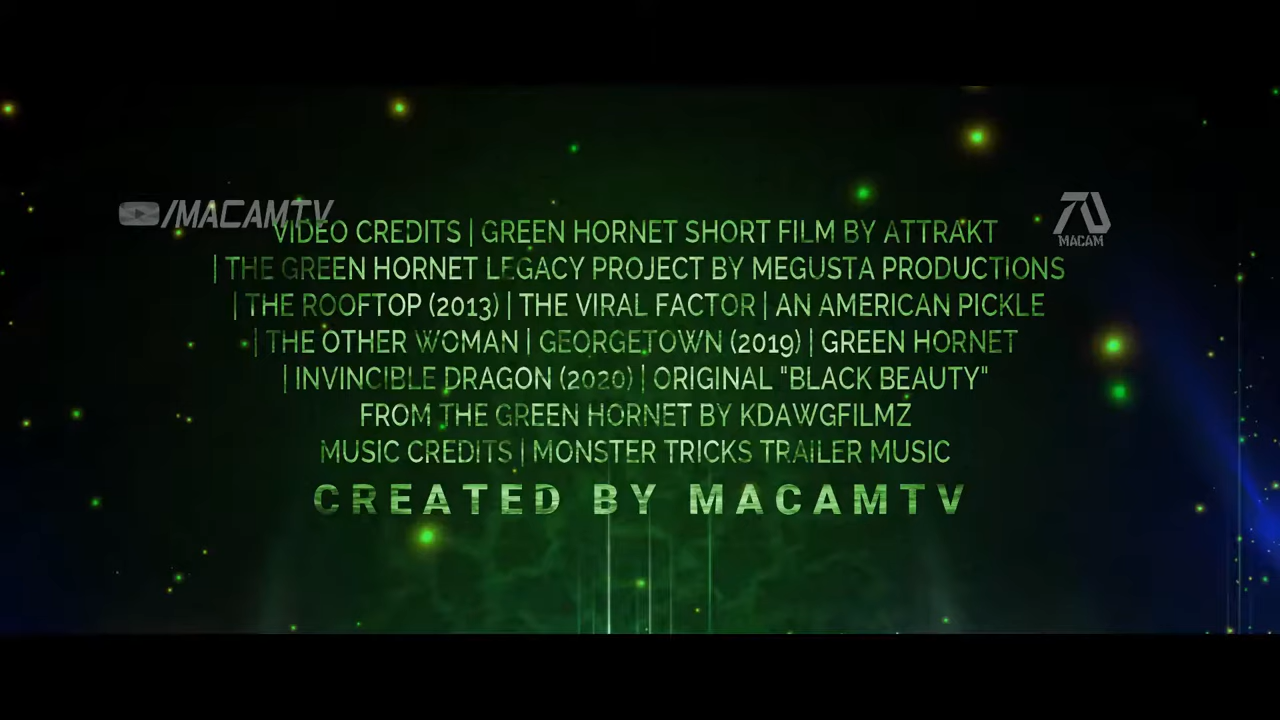 /MACAMTV
MACAM
VIDEO CREDITS | GREEN HORNET SHORT FILM BY ATTRAKT
| THE GREEN HORNET LEGACY PROJECT BY MEGUSTA PRODUCTIONS
| THE ROOFTOP (2013) | THE VIRAL FACTOR | AN AMERICAN PICKLE
| THE OTHER WOMAN | GEORGETOWN (2019) | GREEN HORNET
| INVINCIBLE DRAGON (2020) | ORIGINAL "BLACK BEAUTY"
FROM THE GREEN HORNET BY KDAWGFILMZ
MUSIC CREDITS | MONSTER TRICKS TRAILER MUSIC
CREATED BY MACAMTV